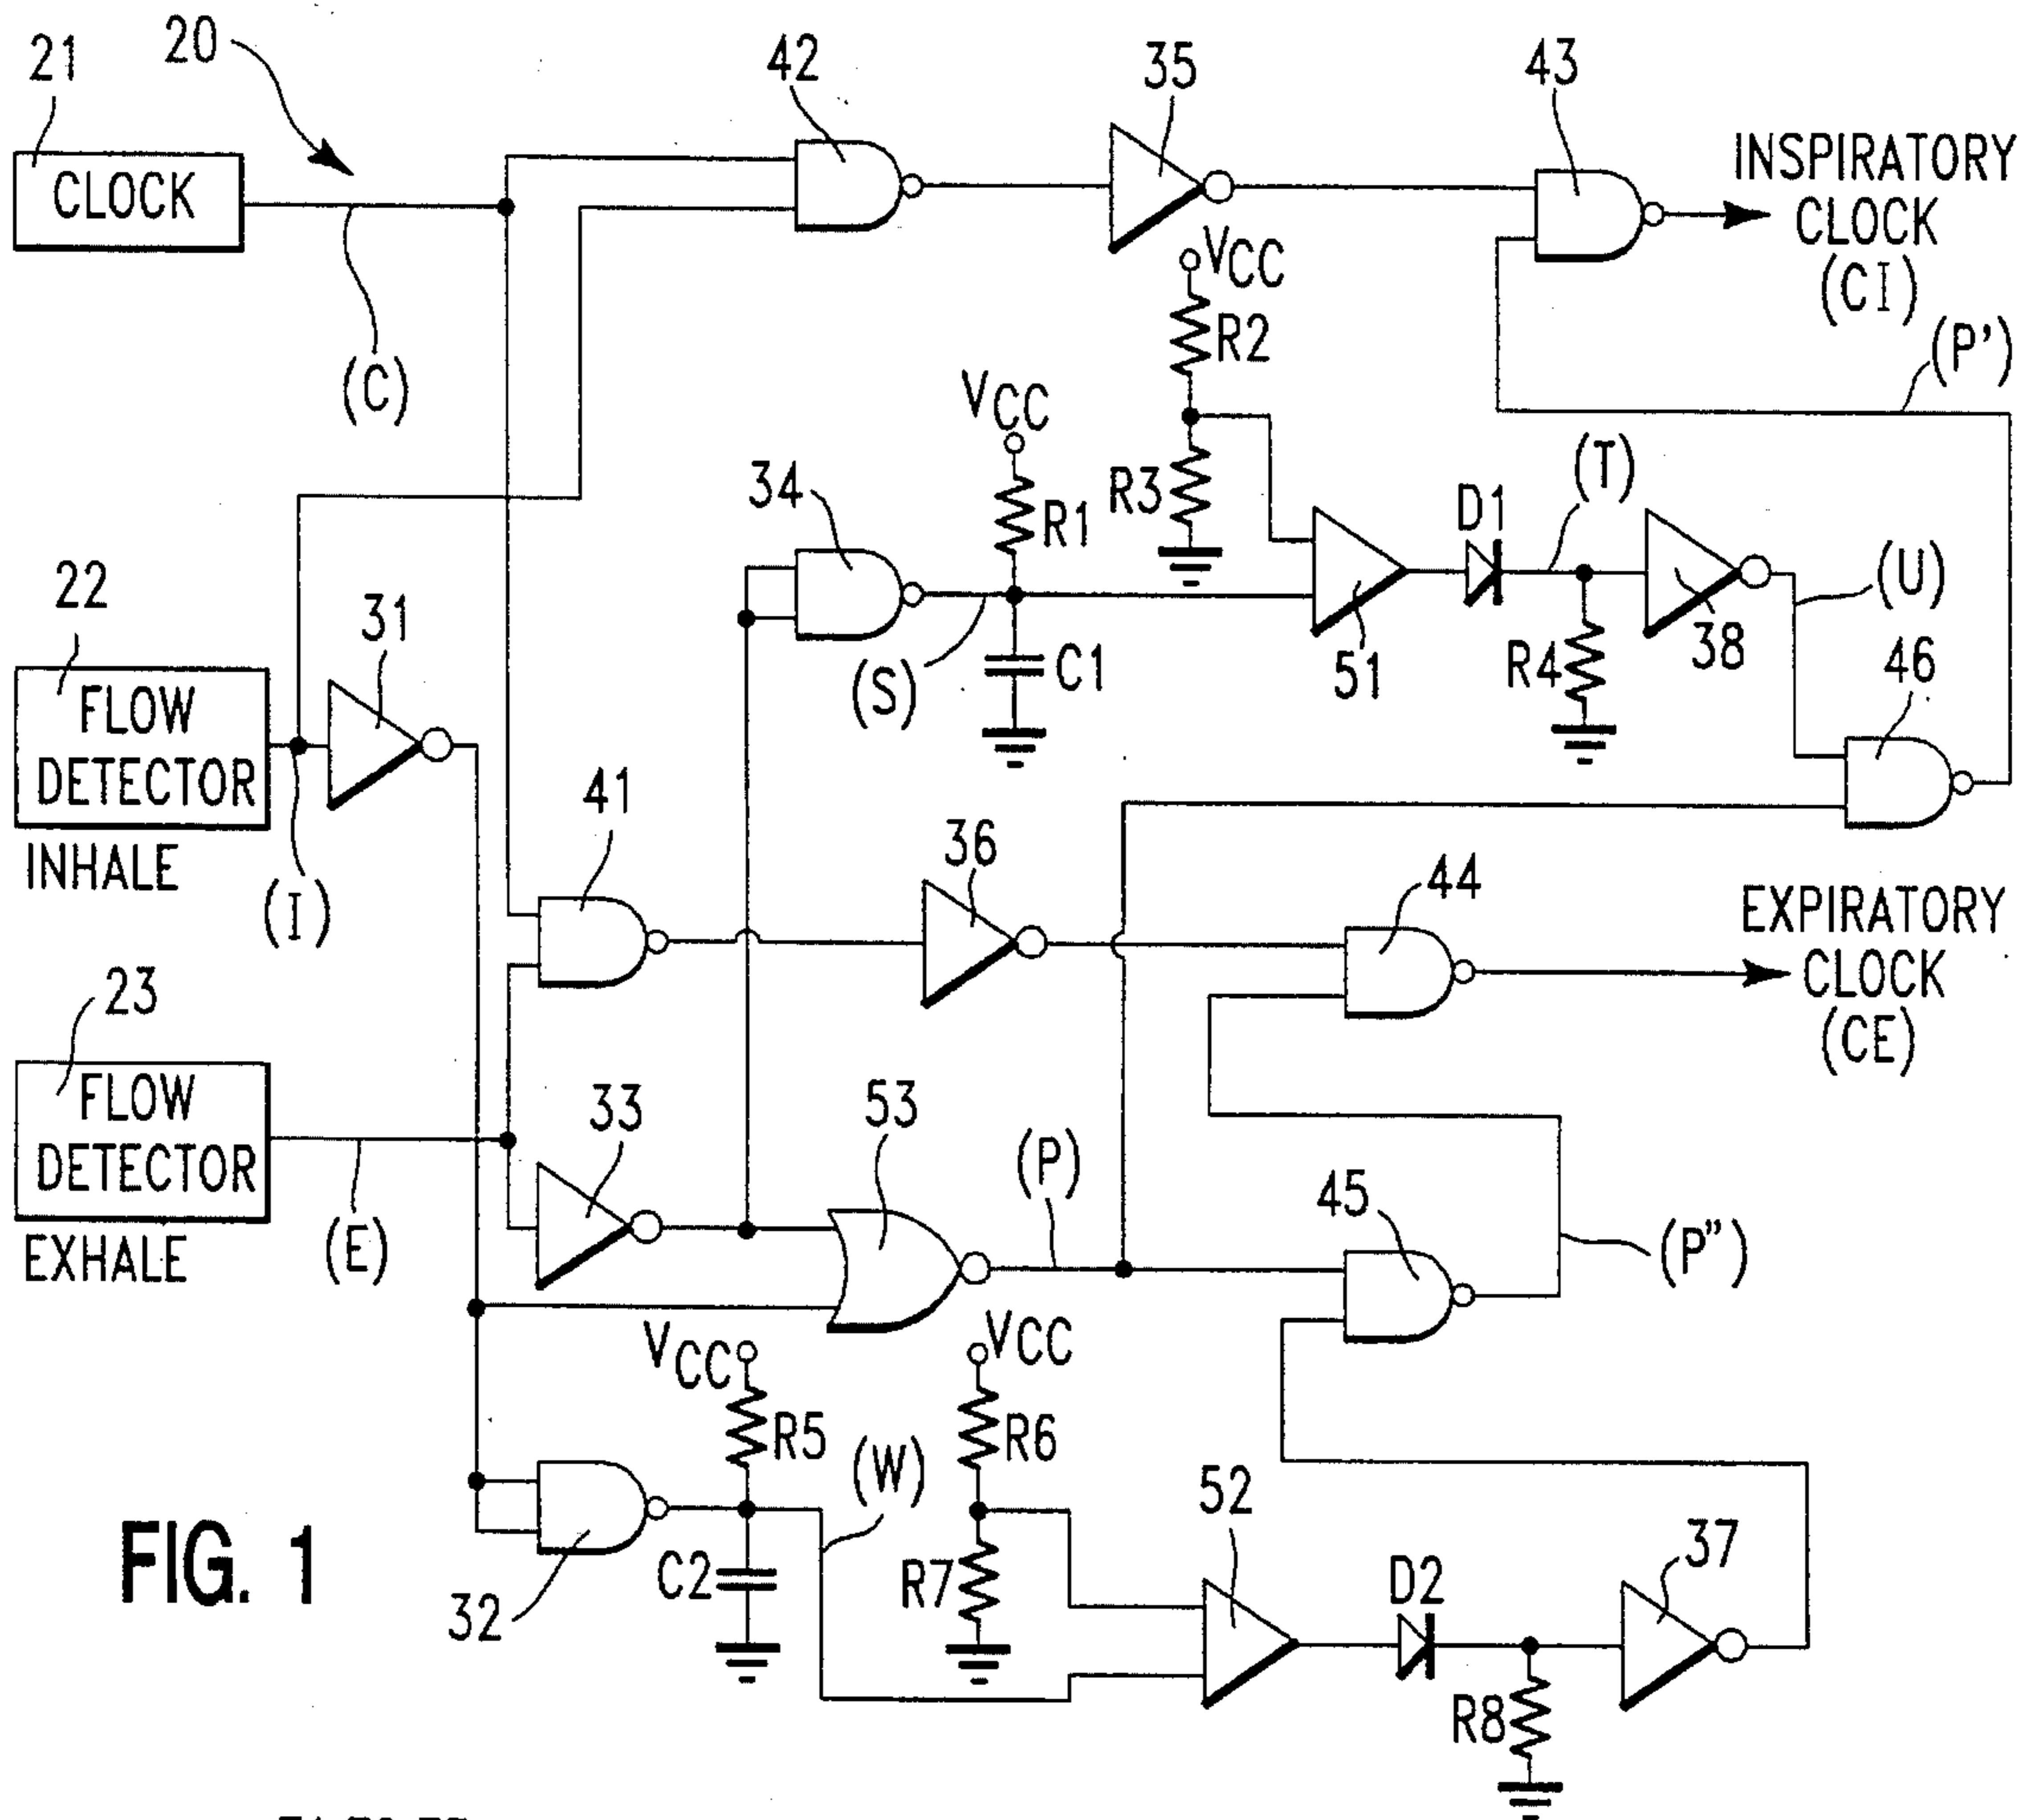 20
21
CLOCK
(C)
42
35
43
INSPIRATORY
CLOCK
(CI)
VCC
R2
R3
(P')
VCC
R1
34
(S)
C1
51
D1
(T)
R4
38
(U)
46
22
FLOW
DETECTOR
INHALE
(I)
31
41
36
44
EXPIRATORY
CLOCK
(CE)
23
FLOW
DETECTOR
EXHALE
(E)
33
53
(P)
45
(P")
VCC
R5
C2
(W)
VCC
R6
R7
32
52
D2
R8
37
FIG. 1